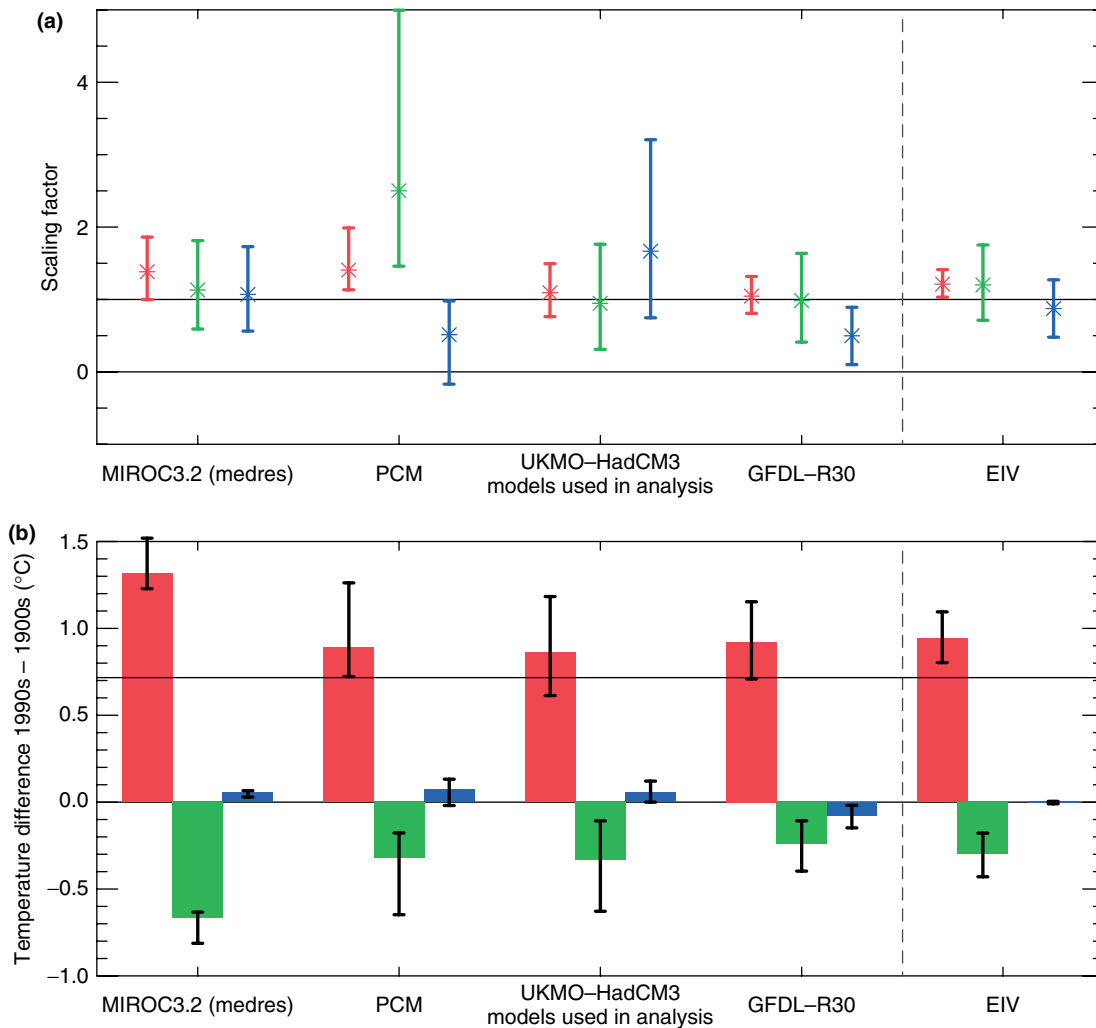 (a)
Scaling factor
4
2
0
MIROC3.2 (medres)
PCM
UKMO–HadCM3
models used in analysis
GFDL–R30
EIV
(b)
Temperature difference 1990s – 1900s (°C)
1.5
1.0
0.5
0.0
−0.5
−1.0
MIROC3.2 (medres)
PCM
UKMO–HadCM3
models used in analysis
GFDL–R30
EIV